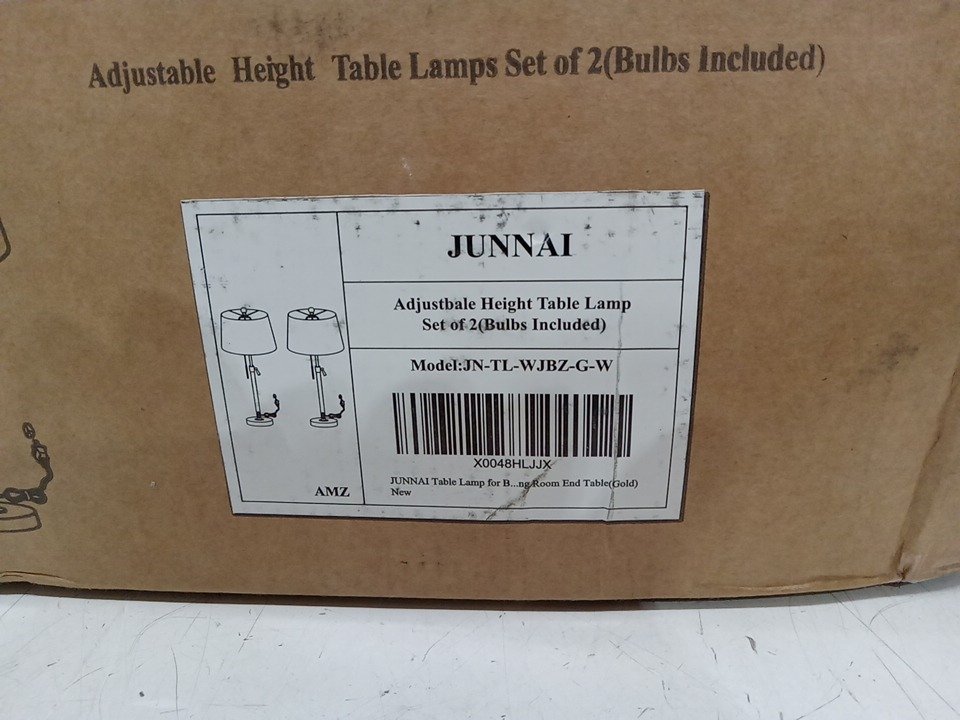 Adjustable Height Table Lamps Set of 2(Bulbs Included)
JUNNAI
Adjustbale Height Table Lamp
Set of 2(Bulbs Included)
Model:JN-TL-WJBZ-G-W
X0048HLJJX
JUNNAI Table Lamp for B...ng Room End Table(Gold)
New
AMZ